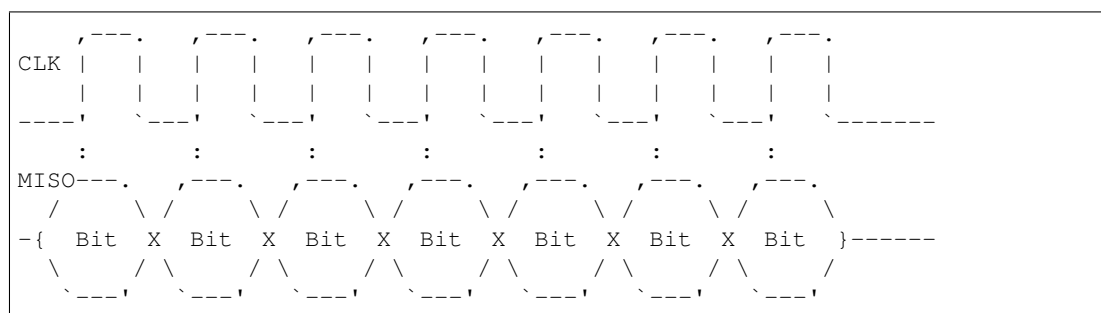 ,---.   ,---.   ,---.   ,---.   ,---.   ,---.   ,---.
CLK  |   |   |   |   |   |   |   |   |   |   |   |   |   |
     |   |   |   |   |   |   |   |   |   |   |   |   |   |
----'   `---'   `---'   `---'   `---'   `---'   `---'   `-------
     :       :       :       :       :       :       :
MISO---.   ,---.   ,---.   ,---.   ,---.   ,---.   ,---.
  /     \ /     \ /     \ /     \ /     \ /     \ /     \
-{  Bit  X  Bit  X  Bit  X  Bit  X  Bit  X  Bit  X  Bit  }------
  \     / \     / \     / \     / \     / \     / \     /
   `---'   `---'   `---'   `---'   `---'   `---'   `---'